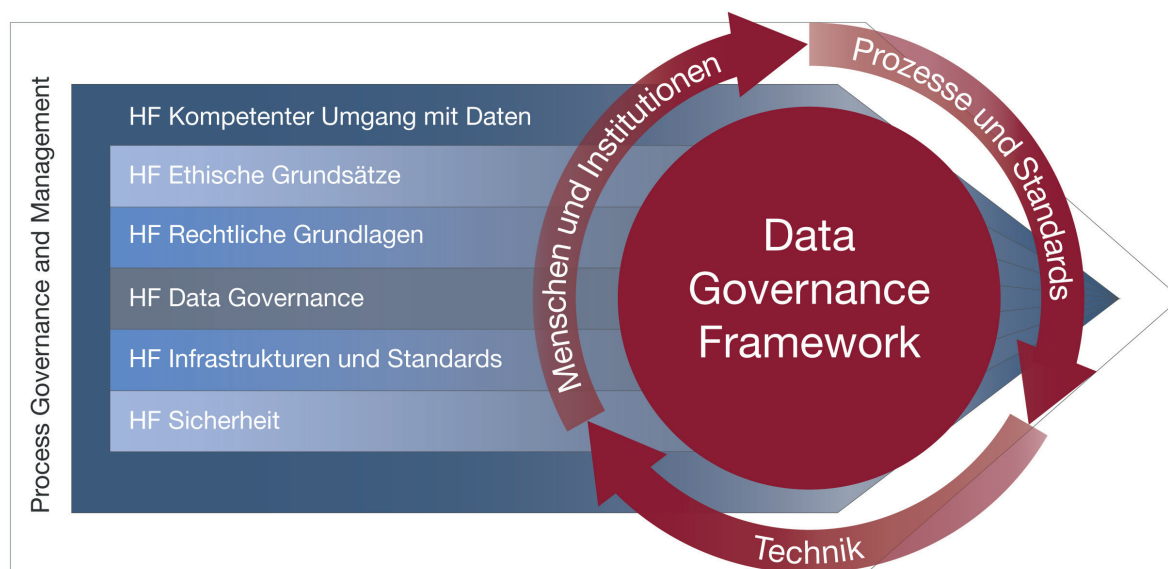 Process Governance and Management
HF Kompetenter Umgang mit Daten
HF Ethische Grundsätze
HF Rechtliche Grundlagen
HF Data Governance
HF Infrastrukturen und Standards
HF Sicherheit
Menschen und Institutionen
Prozesse und Standards
Technik
Data
Governance
Framework